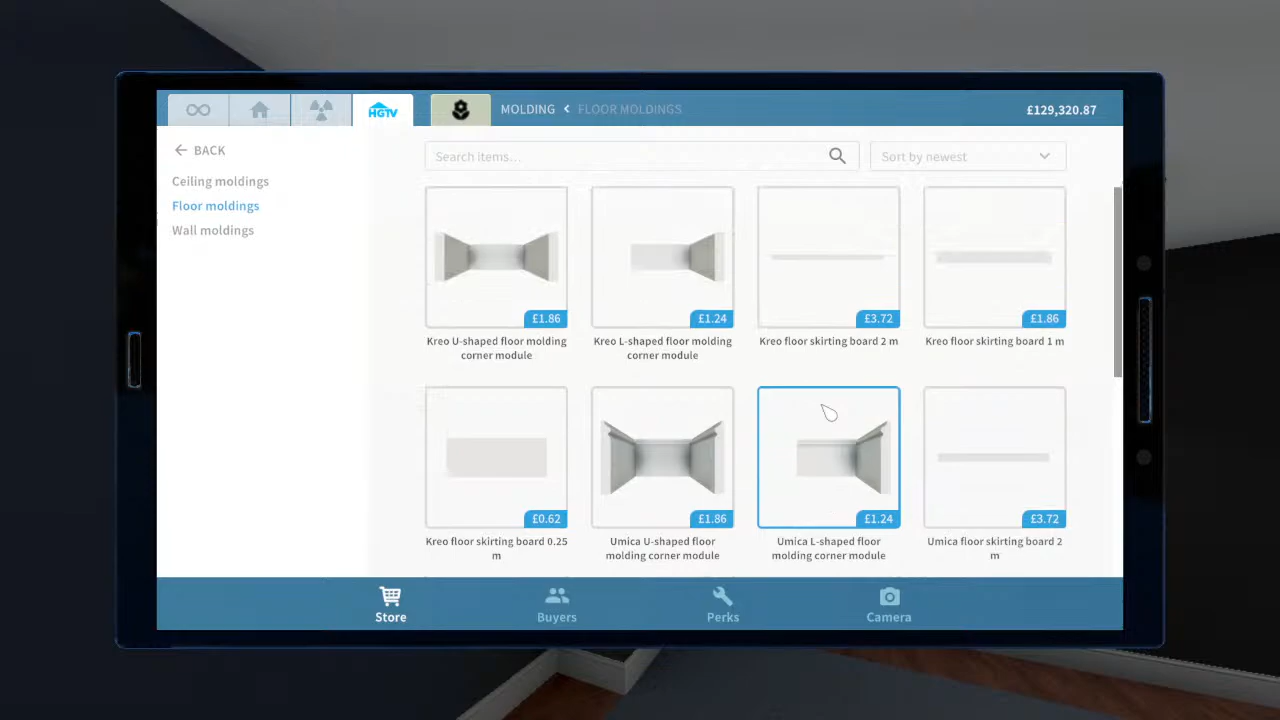 HGTV
MOLDING < FLOOR MOLDINGS
£129,320.87
BACK
Ceiling moldings
Floor moldings
Wall moldings
Search items...
Sort by newest
£1.86
£1.24
£3.72
£1.86
Kreo U-shaped floor molding
corner module
Kreo L-shaped floor molding
corner module
Kreo floor skirting board 2 m
Kreo floor skirting board 1 m
£0.62
£1.86
£1.24
£3.72
Kreo floor skirting board 0.25
m
Umica U-shaped floor
molding corner module
Umica L-shaped floor
molding corner module
Umica floor skirting board 2
m
Store
Buyers
Perks
Camera